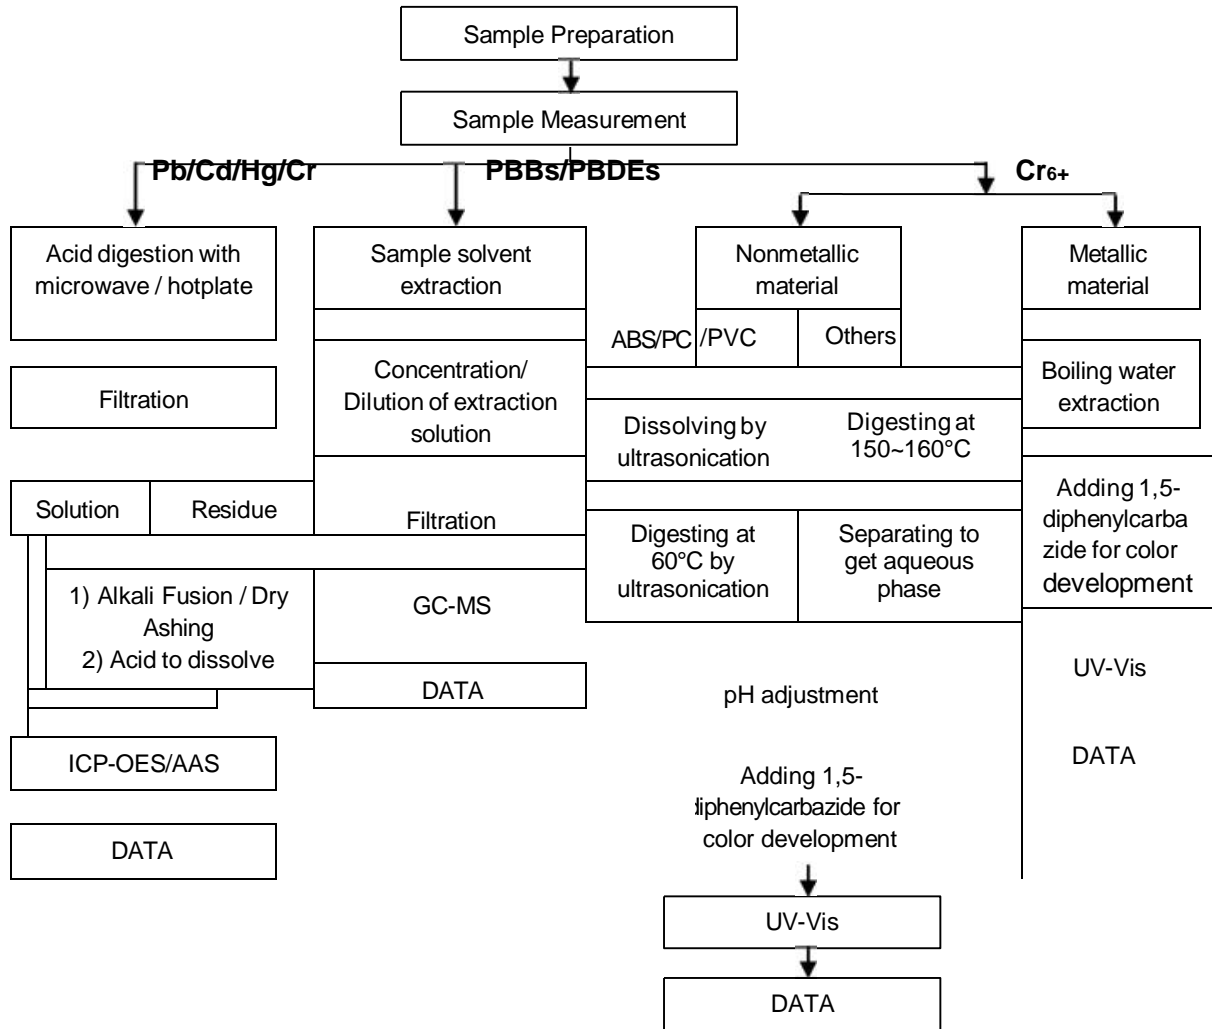 Sample Preparation
Sample Measurement
Pb/Cd/Hg/Cr
PBBs/PBDEs
Cr6+
Acid digestion with
microwave / hotplate
Filtration
Solution
Residue
1) Alkali Fusion / Dry
Ashing
2) Acid to dissolve
ICP-OES/AAS
DATA
Sample solvent
extraction
Concentration/
Dilution of extraction
solution
Filtration
GC-MS
DATA
Nonmetallic
material
ABS/PC /PVC
Others
Dissolving by
ultrasonication
Digesting at
150~160°C
Digesting at
60°C by
ultrasonication
Separating to
get aqueous
phase
pH adjustment
Adding 1,5-
diphenylcarbazide for
color development
UV-Vis
DATA
Metallic
material
Boiling water
extraction
Adding 1,5-
diphenylcarba
zide for color
development
UV-Vis
DATA